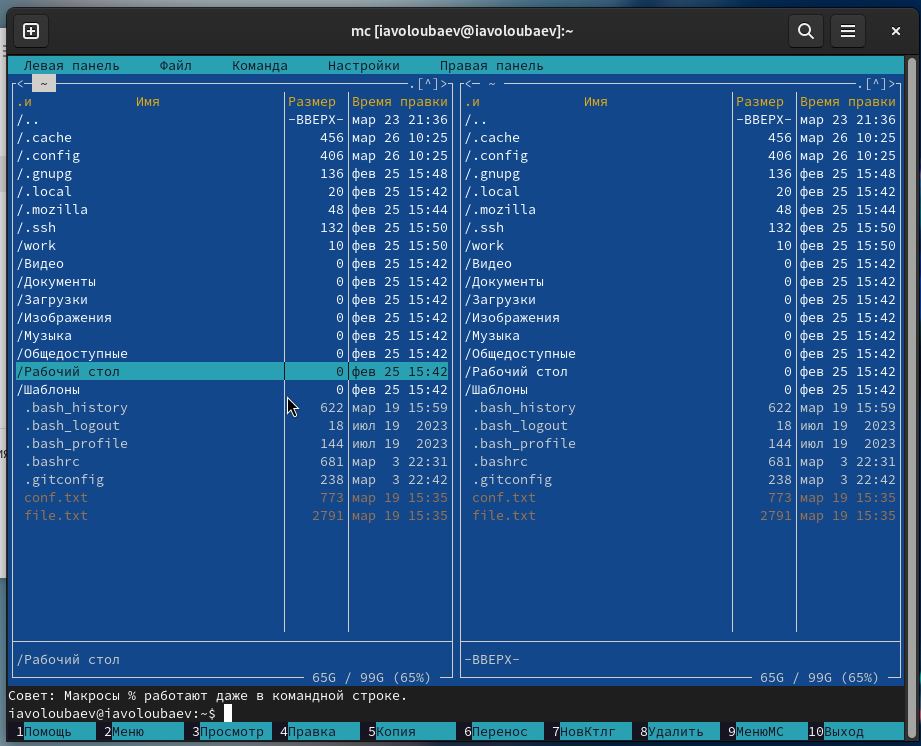 mc [iavoloubaev@iavoloubaev]:~
Левая панель Файл Команда Настройки Правая панель
<─ ~ .[^]> <─ ~ .[^]>
.и Имя Размер Время правки .и Имя Размер Время правки
/.. -ВВЕРХ- мар 23 21:36 /.. -ВВЕРХ- мар 23 21:36
/.cache 456 мар 26 10:25 /.cache 456 мар 26 10:25
/.config 406 мар 26 10:25 /.config 406 мар 26 10:25
/.gnupg 136 фев 25 15:48 /.gnupg 136 фев 25 15:48
/.local 20 фев 25 15:42 /.local 20 фев 25 15:42
/.mozilla 48 фев 25 15:44 /.mozilla 48 фев 25 15:44
/.ssh 132 фев 25 15:50 /.ssh 132 фев 25 15:50
/work 10 фев 25 15:50 /work 10 фев 25 15:50
/Видео 0 фев 25 15:42 /Видео 0 фев 25 15:42
/Документы 0 фев 25 15:42 /Документы 0 фев 25 15:42
/Загрузки 0 фев 25 15:42 /Загрузки 0 фев 25 15:42
/Изображения 0 фев 25 15:42 /Изображения 0 фев 25 15:42
/Музыка 0 фев 25 15:42 /Музыка 0 фев 25 15:42
/Общедоступные 0 фев 25 15:42 /Общедоступные 0 фев 25 15:42
/Рабочий стол 0 фев 25 15:42 /Рабочий стол 0 фев 25 15:42
/Шаблоны 0 фев 25 15:42 /Шаблоны 0 фев 25 15:42
.bash_history 622 мар 19 15:59 .bash_history 622 мар 19 15:59
.bash_logout 18 июл 19 2023 .bash_logout 18 июл 19 2023
.bash_profile 144 июл 19 2023 .bash_profile 144 июл 19 2023
.bashrc 681 мар 3 22:31 .bashrc 681 мар 3 22:31
.gitconfig 238 мар 3 22:42 .gitconfig 238 мар 3 22:42
conf.txt 773 мар 19 15:35 conf.txt 773 мар 19 15:35
file.txt 2791 мар 19 15:35 file.txt 2791 мар 19 15:35
/Рабочий стол -ВВЕРХ-
65G / 99G (65%) 65G / 99G (65%)
Совет: Макросы % работают даже в командной строке.
iavoloubaev@iavoloubaev:~$
1Помощь 2Меню 3Просмотр 4Правка 5Копия 6Перенос 7НовКтлг 8Удалить 9МенюMC 10Выход